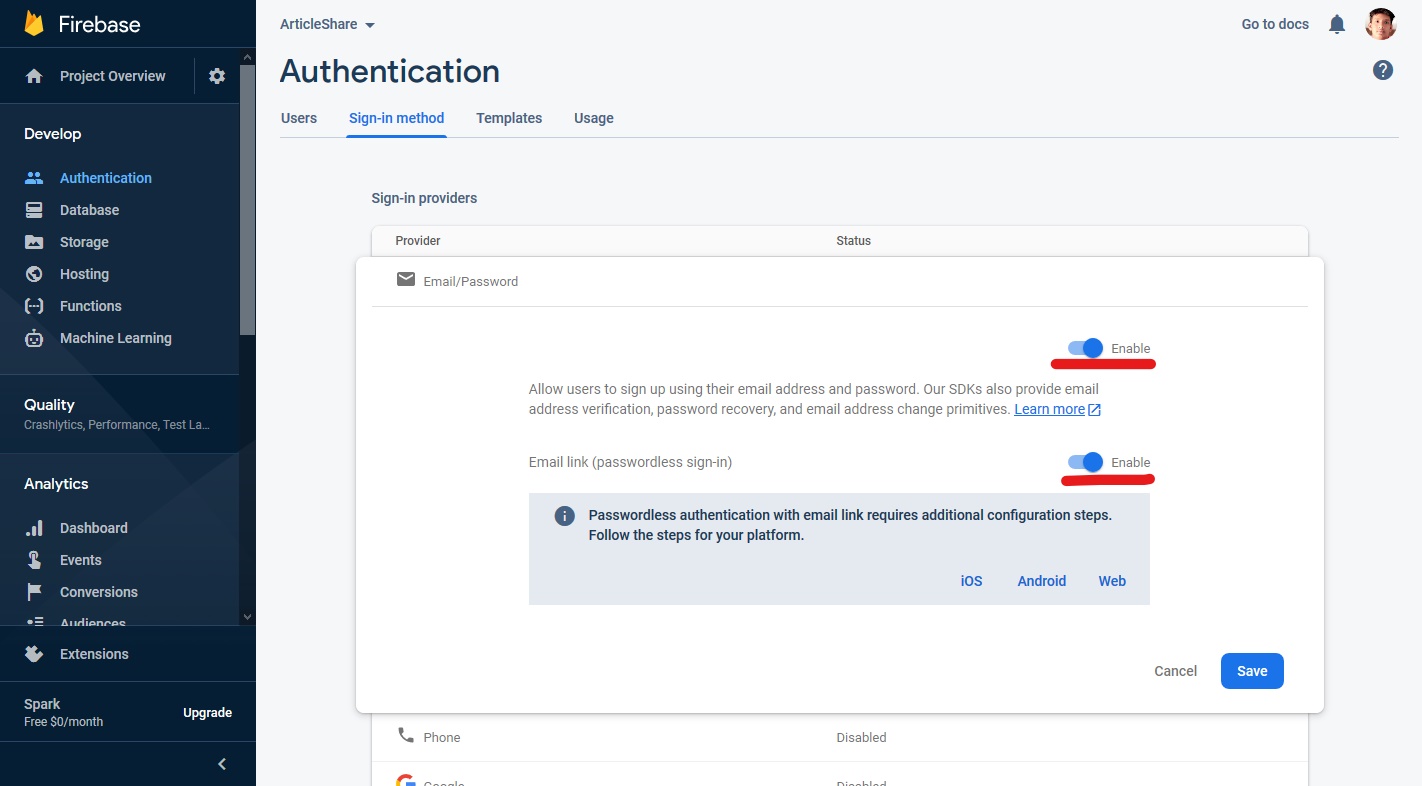 Firebase
Project Overview
Develop
Authentication
Database
Storage
Hosting
Functions
Machine Learning
Quality
Crashlytics, Performance, Test La...
Analytics
Dashboard
Events
Conversions
Audiences
Extensions
Spark
Free $0/month
Upgrade
ArticleShare
Go to docs
Authentication
Users Sign-in method Templates Usage
Sign-in providers
Provider Status
Email/Password
Enable
Allow users to sign up using their email address and password. Our SDKs also provide email
address verification, password recovery, and email address change primitives. Learn more
Email link (passwordless sign-in) Enable
Passwordless authentication with email link requires additional configuration steps.
Follow the steps for your platform.
iOS Android Web
Cancel Save
Phone Disabled
Google Disabled